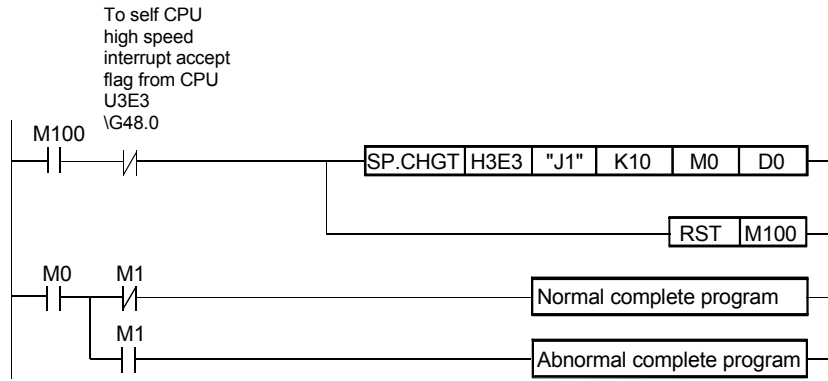 To self CPU
high speed
interrupt accept
flag from CPU
U3E3
\G48.0
M100
SP.CHGT H3E3 "J1" K10 M0 D0
RST M100
M0 M1
Normal complete program
M1
Abnormal complete program